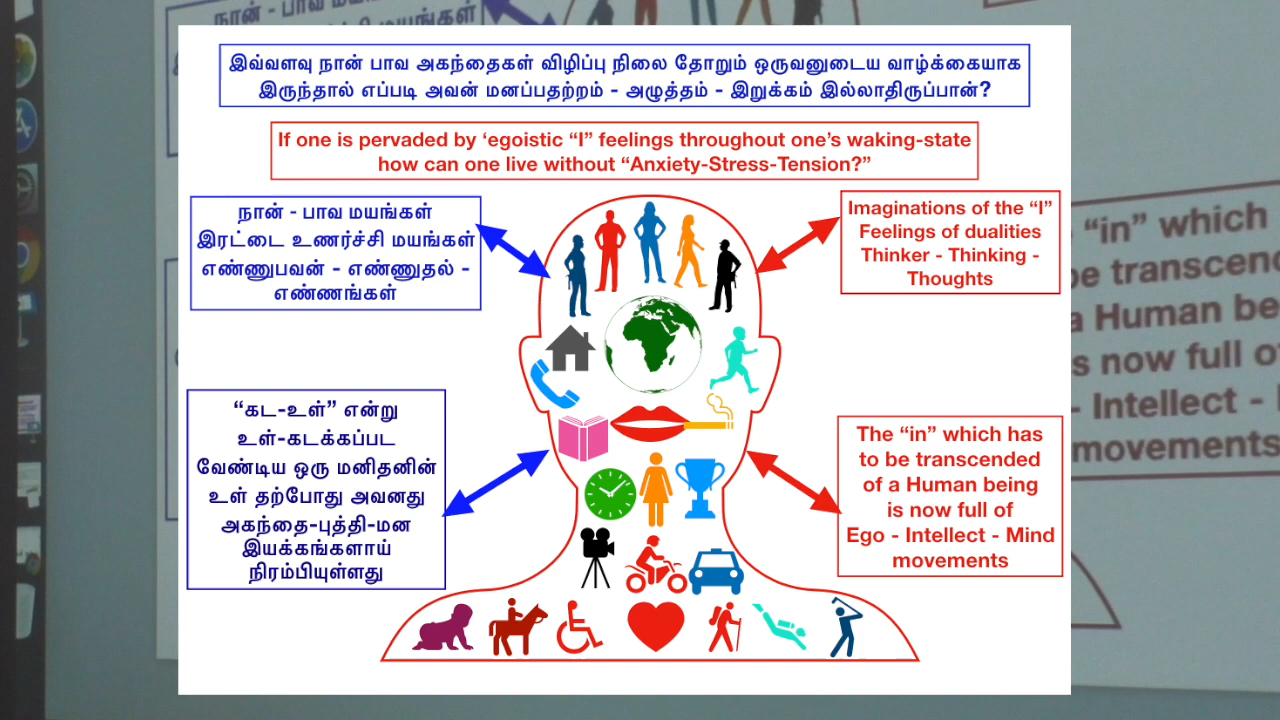 நான் - பாவ மயங்கள்
இவ்வளவு நான் பாவ அகந்தைகள் விழிப்பு நிலை தோறும் ஒருவனுடைய வாழ்க்கையாக
இருந்தால் எப்படி அவன் மனப்பதற்றம் - அழுத்தம் - இறுக்கம் இல்லாதிருப்பான்?
If one is pervaded by ‘egoistic “I” feelings throughout one’s waking-state
how can one live without “Anxiety-Stress-Tension?”
நான் - பாவ மயங்கள்
இரட்டை உணர்ச்சி மயங்கள்
எண்ணுபவன் - எண்ணுதல் -
எண்ணங்கள்
Imaginations of the “I”
Feelings of dualities
Thinker - Thinking -
Thoughts
“கட-உள்” என்று
உள்-கடக்கப்பட
வேண்டிய ஒரு மனிதனின்
உள் தற்போது அவனது
அகந்தை-புத்தி-மன
இயக்கங்களாய்
நிரம்பியுள்ளது
The “in” which has
to be transcended
of a Human being
is now full of
Ego - Intellect - Mind
movements
“in” which
be transcend
a Human be
s now full of
- Intellect -
movements